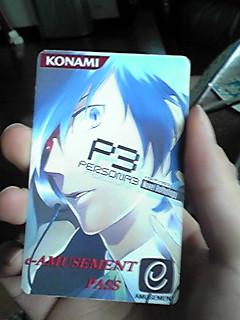 KONAMI
P3
PERSONA3
e-AMUSEMENT
PASS
e
AMUSEMENT